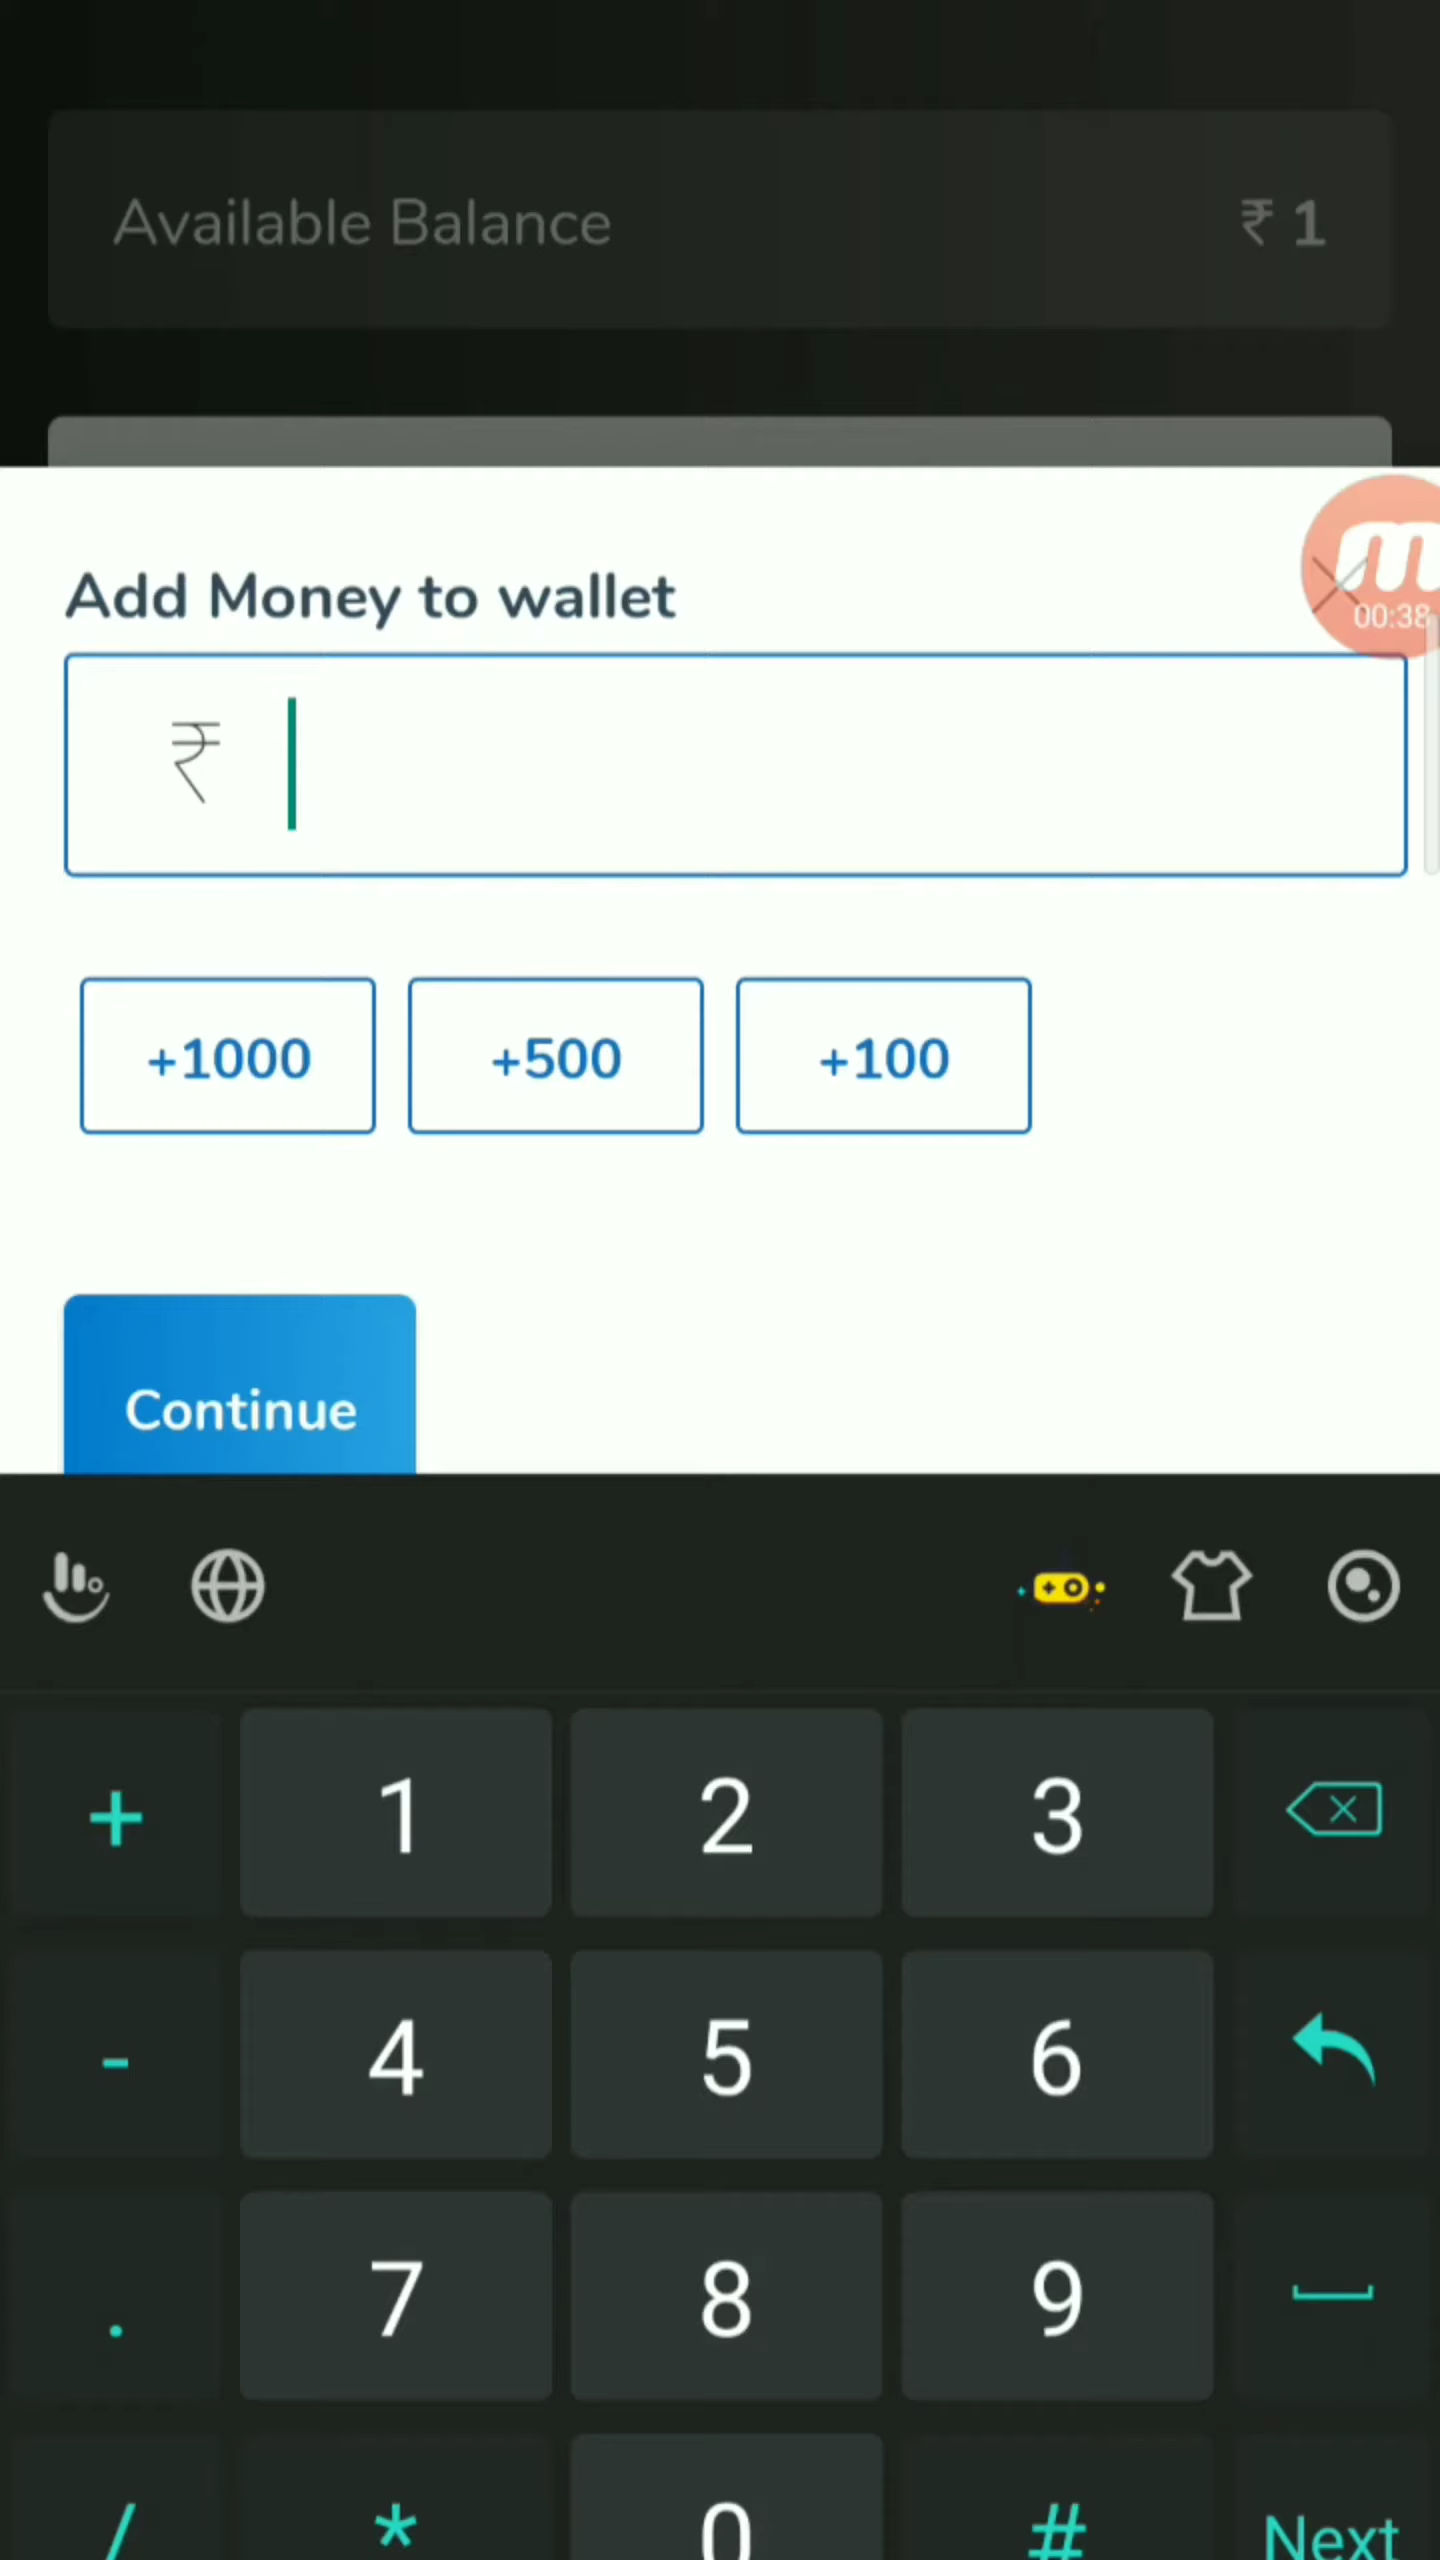 Available Balance ₹ 1
Add Money to wallet
00:38
₹
+1000 +500 +100
Continue
+ 1 2 3
- 4 5 6
. 7 8 9
/ * 0 # Next